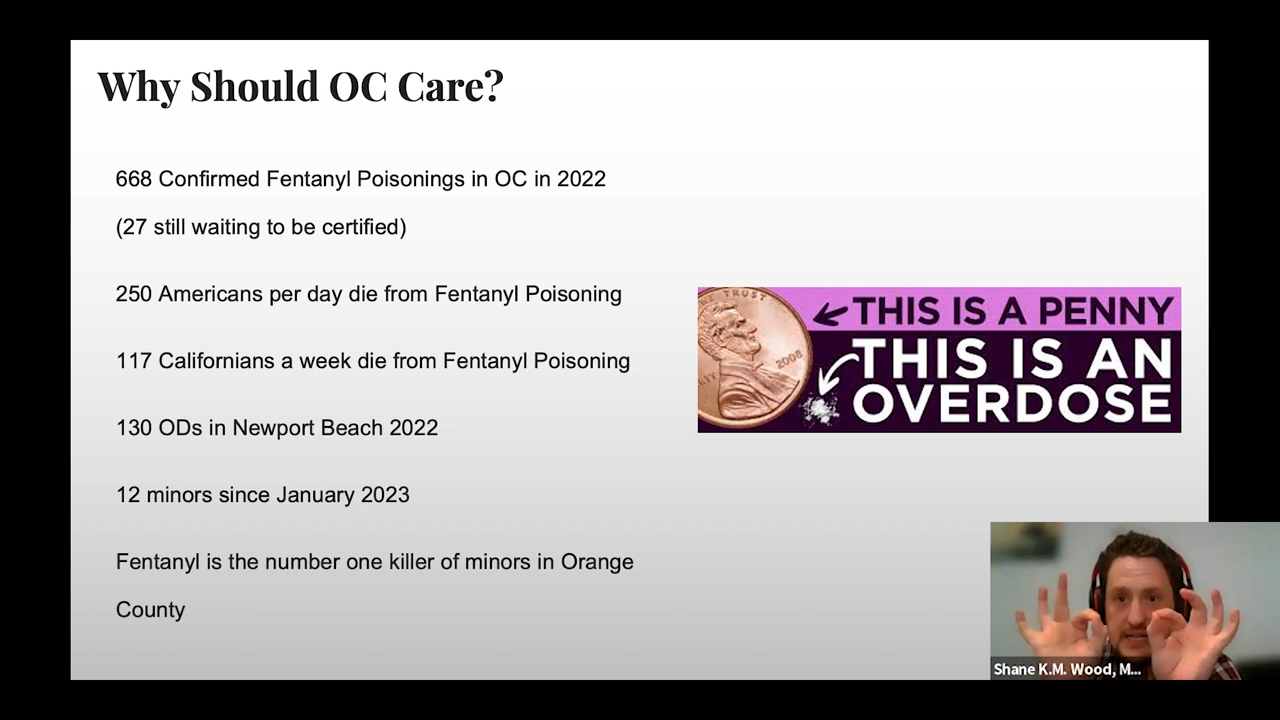 Why Should OC Care?
668 Confirmed Fentanyl Poisonings in OC in 2022
(27 still waiting to be certified)
250 Americans per day die from Fentanyl Poisoning
117 Californians a week die from Fentanyl Poisoning
130 ODs in Newport Beach 2022
12 minors since January 2023
Fentanyl is the number one killer of minors in Orange
County
WE TRUST
2008
THIS IS A PENNY
THIS IS AN
OVERDOSE
Shane K.M. Wood, M...